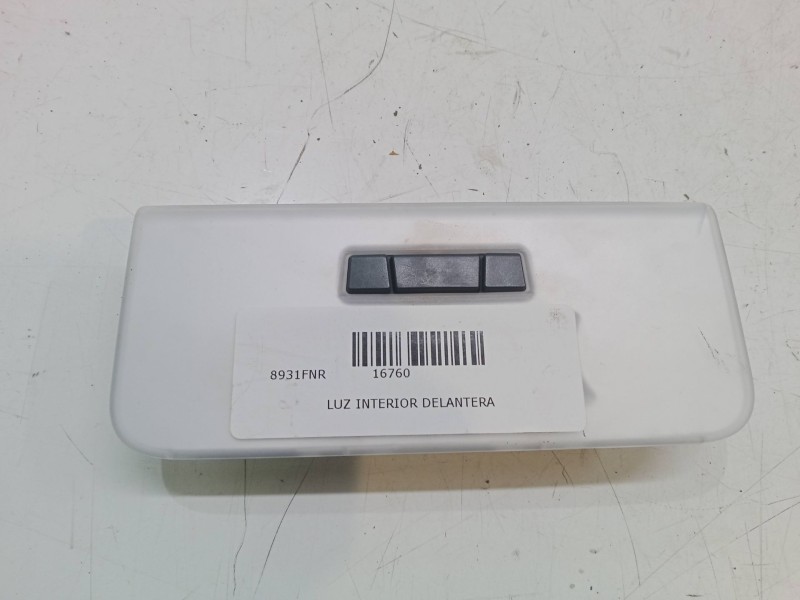 8931FNR 16760
LUZ INTERIOR DELANTERA